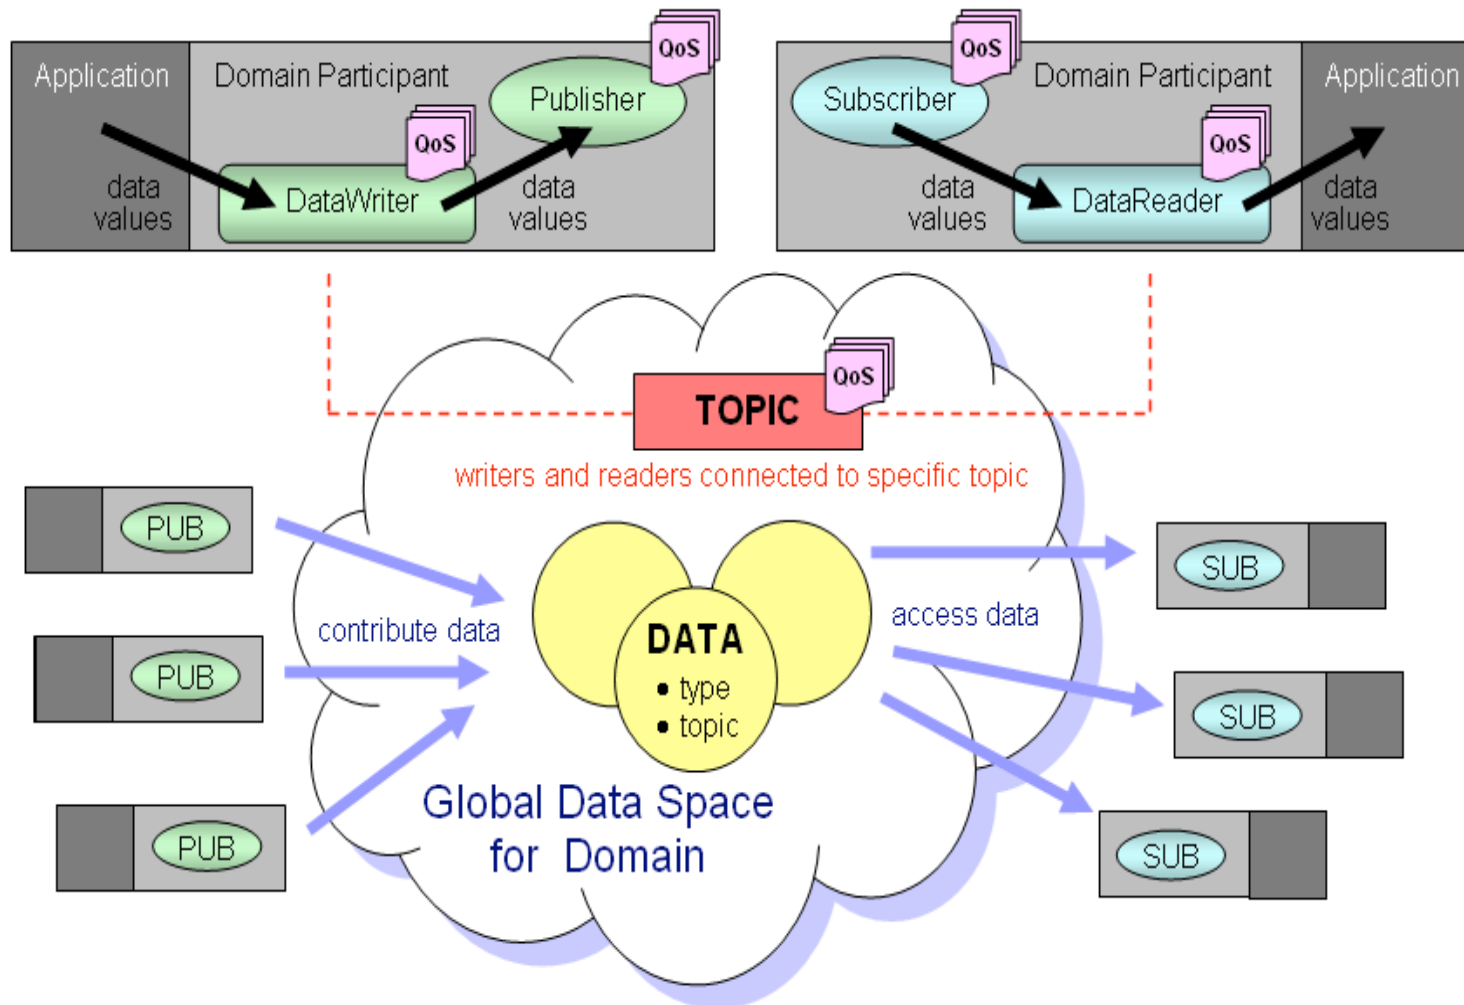 Application
Domain Participant
QoS
Publisher
QoS
DataWriter
data
values
data
values
QoS
Subscriber
Domain Participant
Application
QoS
DataReader
data
values
data
values
QoS
TOPIC
writers and readers connected to specific topic
PUB
PUB
PUB
contribute data
DATA
• type
• topic
access data
SUB
SUB
SUB
Global Data Space
for Domain